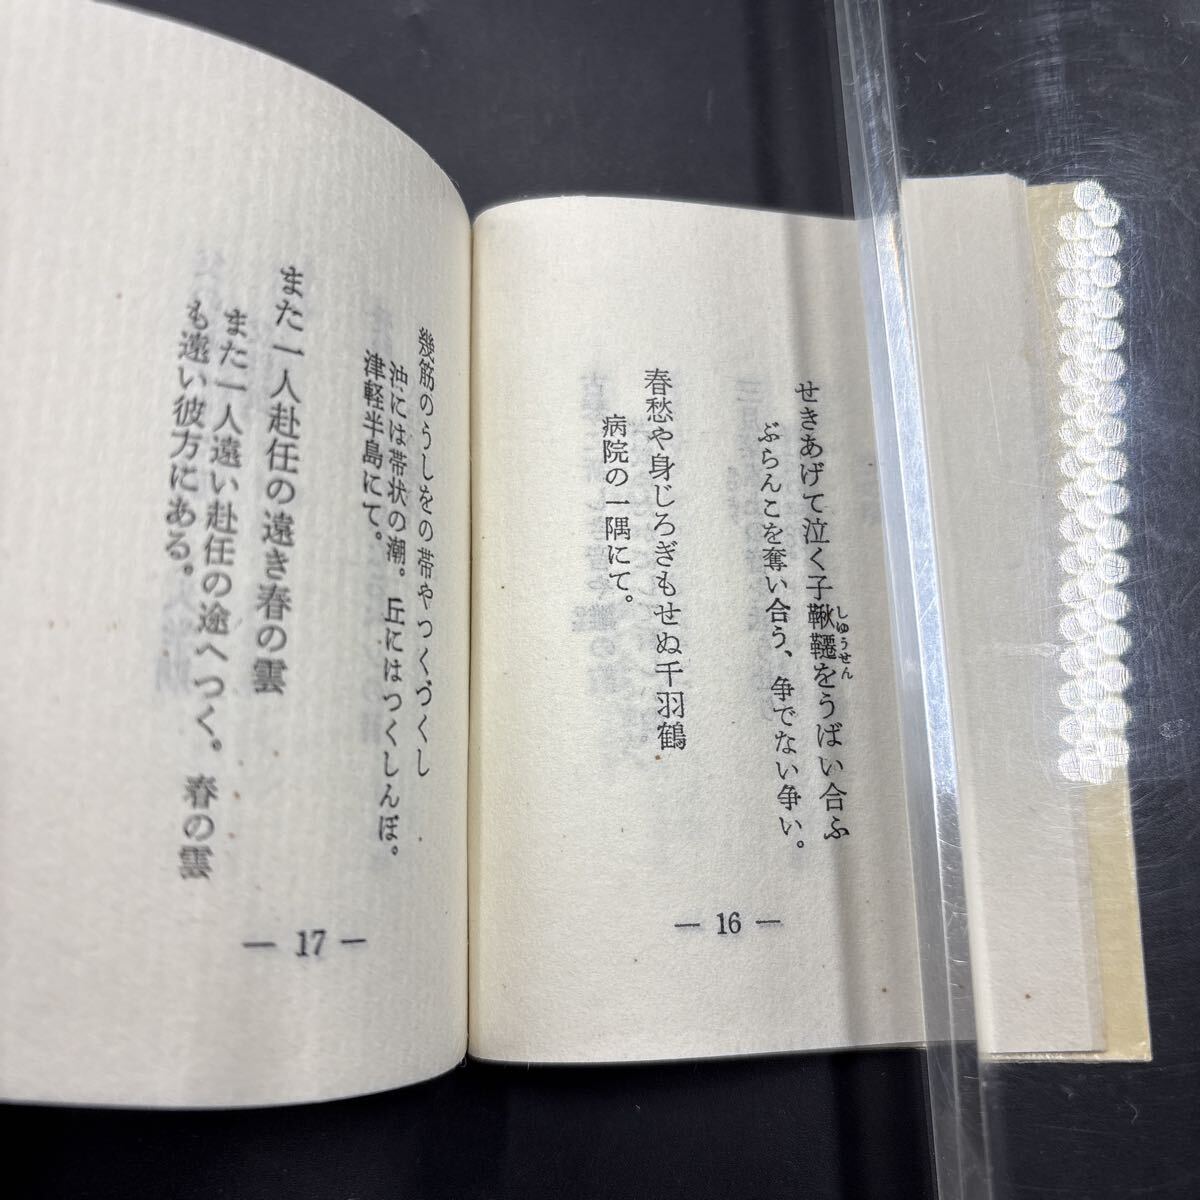 せきあげて泣く子鞦韆をうばい合ふ
しゆうせん
ぶらんこを奪い合う、争でない争い。
春愁や身じろぎもせぬ千羽鶴
病院の一隅にて。
— 16 —
幾筋のうしをの帯やつくづくし
沖には帯状の潮。丘にはつくしんぼ。
津軽半島にて。
また一人赴任の遠き春の雲
また一人遠い赴任の途へつく。春の雲
も遠い彼方にある。
— 17 —